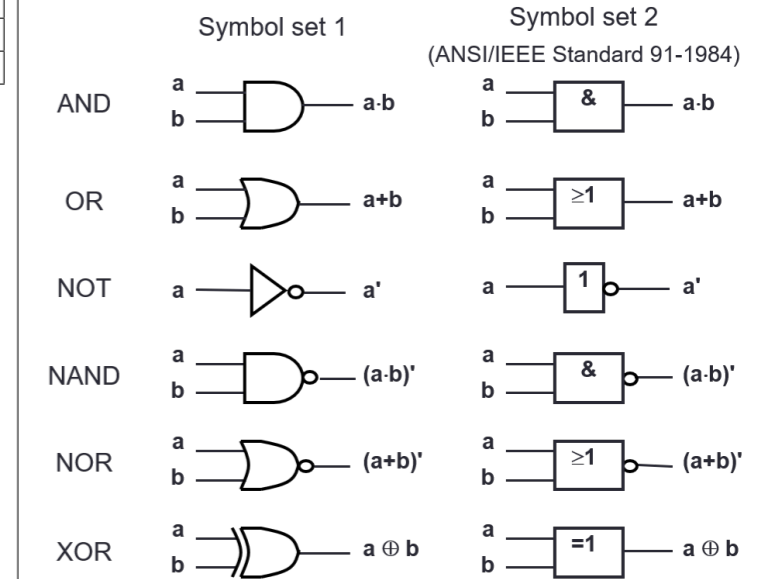 Symbol set 1
Symbol set 2
(ANSI/IEEE Standard 91-1984)
AND
a
b
a·b
a
b
&
a·b
OR
a
b
a+b
a
b
≥1
a+b
NOT
a
a'
a
1
a'
NAND
a
b
(a·b)'
a
b
&
(a·b)'
NOR
a
b
(a+b)'
a
b
≥1
(a+b)'
XOR
a
b
a ⊕ b
a
b
=1
a ⊕ b